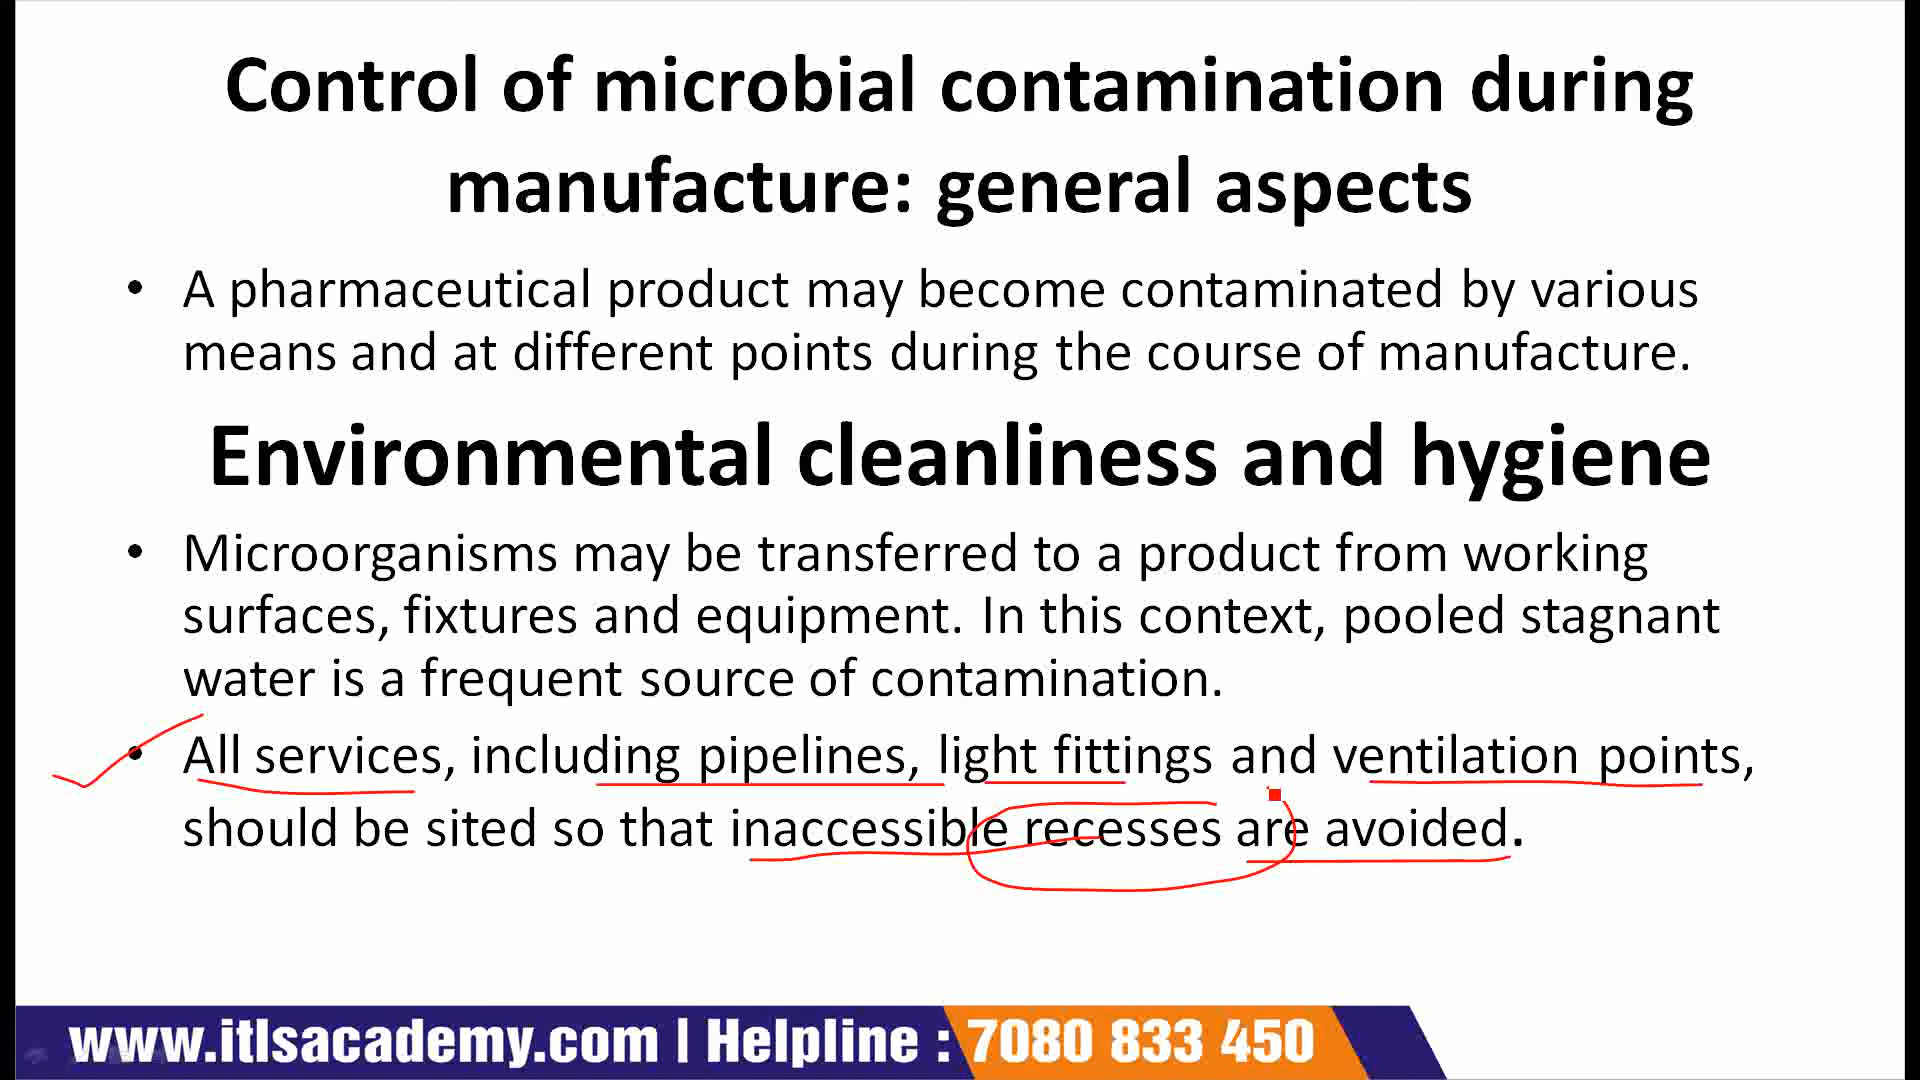 Control of microbial contamination during
manufacture: general aspects
• A pharmaceutical product may become contaminated by various
means and at different points during the course of manufacture.
Environmental cleanliness and hygiene
• Microorganisms may be transferred to a product from working
surfaces, fixtures and equipment. In this context, pooled stagnant
water is a frequent source of contamination.
• All services, including pipelines, light fittings and ventilation points,
should be sited so that inaccessible recesses are avoided.
www.itlsacademy.com | Helpline : 7080 833 450